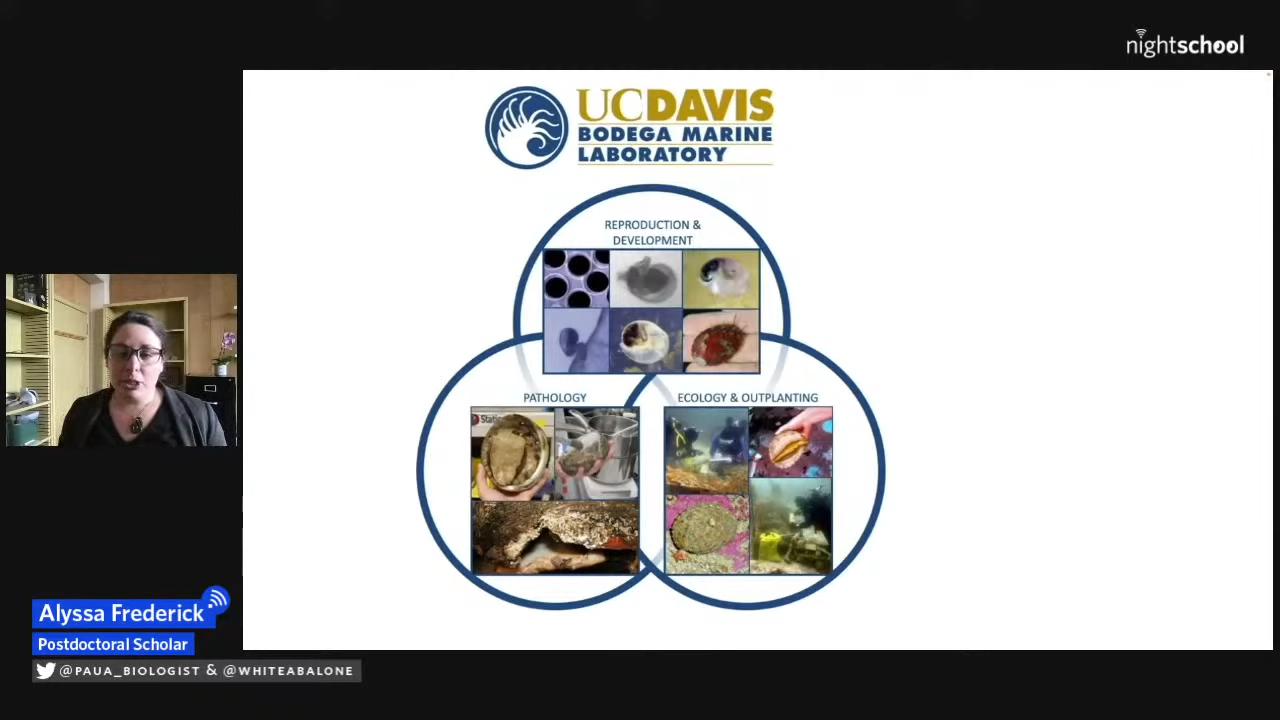 nightschool
UCDAVIS
BODEGA MARINE
LABORATORY
REPRODUCTION &
DEVELOPMENT
PATHOLOGY
ECOLOGY & OUTPLANTING
Alyssa Frederick
Postdoctoral Scholar
@PAUA_BIOLOGIST & @WHITEABALONE